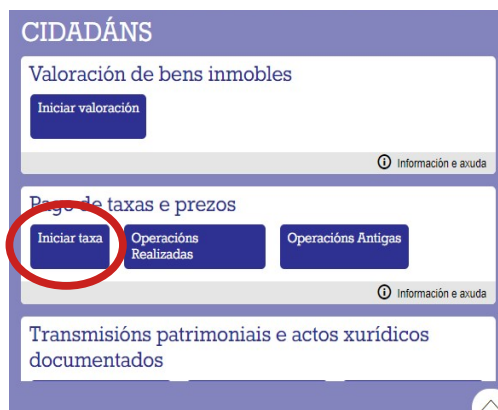 CIDADÁNS
Valoración de bens inmobles
Iniciar valoración
Información e axuda
Pago de taxas e prezos
Iniciar taxa
Operacións
Realizadas
Operacións Antigas
Información e axuda
Transmisións patrimoniais e actos xurídicos
documentados